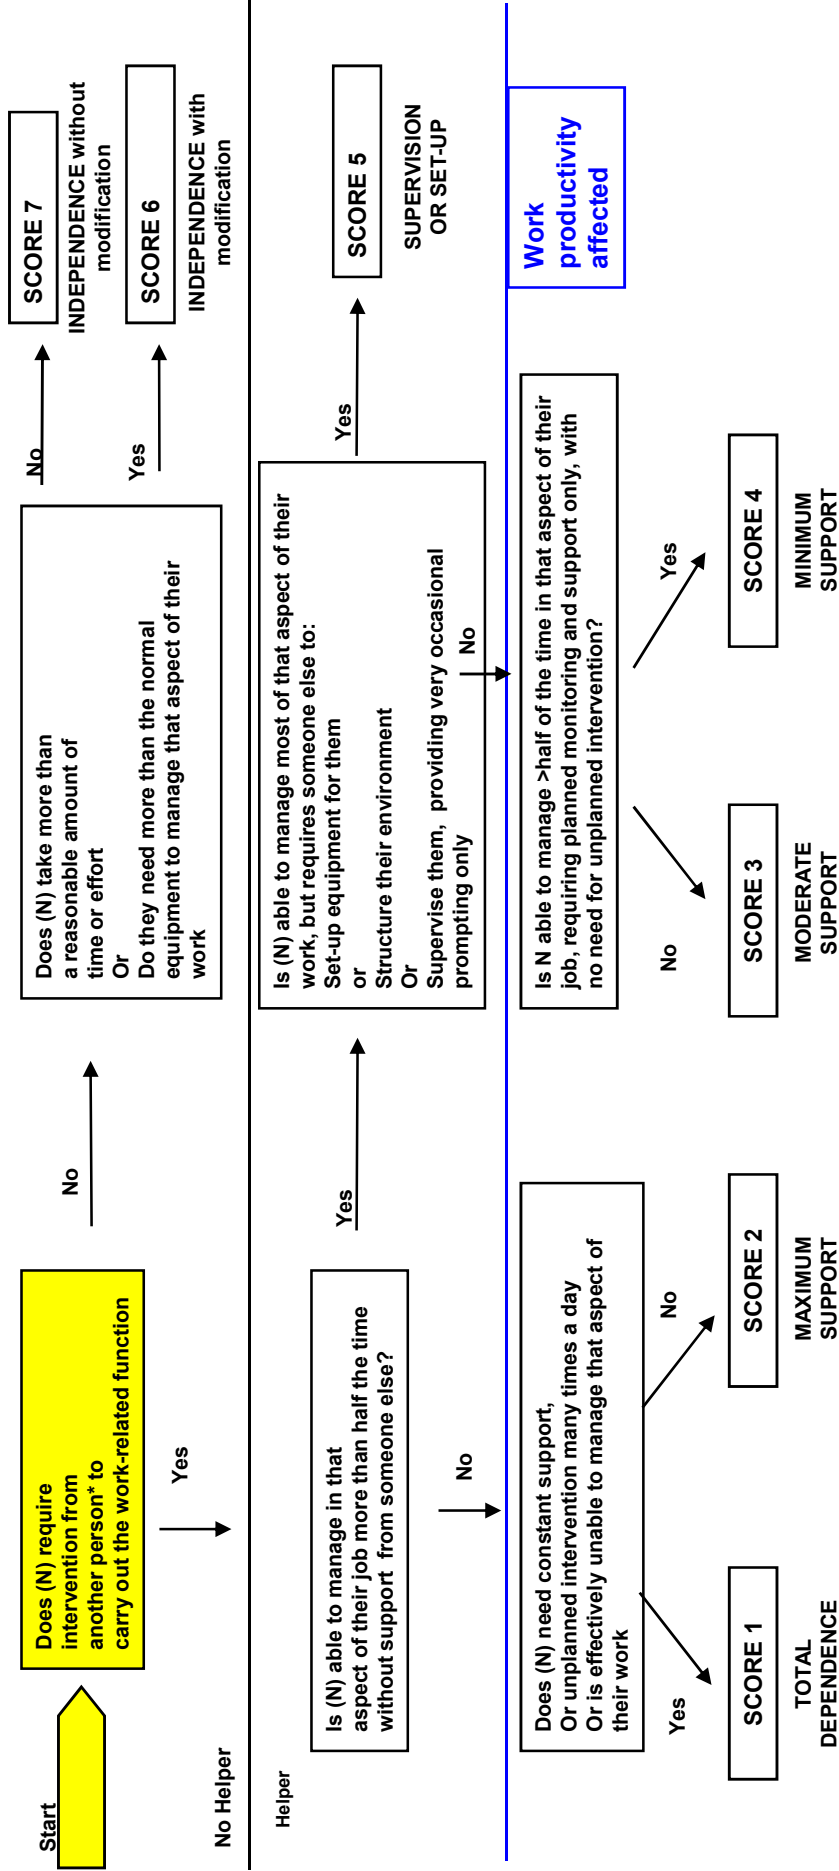 Start
Does (N) require
intervention from
another person* to
carry out the work-related function
No
Does (N) take more than
a reasonable amount of
time or effort
Or
Do they need more than the normal
equipment to manage that aspect of their
work
No
SCORE 7
INDEPENDENCE without
modification
Yes
SCORE 6
INDEPENDENCE with
modification
Yes
No Helper
Helper
Is (N) able to manage in that
aspect of their job more than half the time
without support from someone else?
Yes
Is (N) able to manage most of that aspect of their
work, but requires someone else to:
Set-up equipment for them
or
Structure their environment
Or
Supervise them, providing very occasional
prompting only
Yes
SCORE 5
SUPERVISION
OR SET-UP
No
No
Work
productivity
affected
Does (N) need constant support,
Or unplanned intervention many times a day
Or is effectively unable to manage that aspect of
their work
Yes
No
SCORE 1
TOTAL
DEPENDENCE
SCORE 2
MAXIMUM
SUPPORT
Is N able to manage >half of the time in that aspect of their
job, requiring planned monitoring and support only, with
no need for unplanned intervention?
No
Yes
SCORE 3
MODERATE
SUPPORT
SCORE 4
MINIMUM
SUPPORT